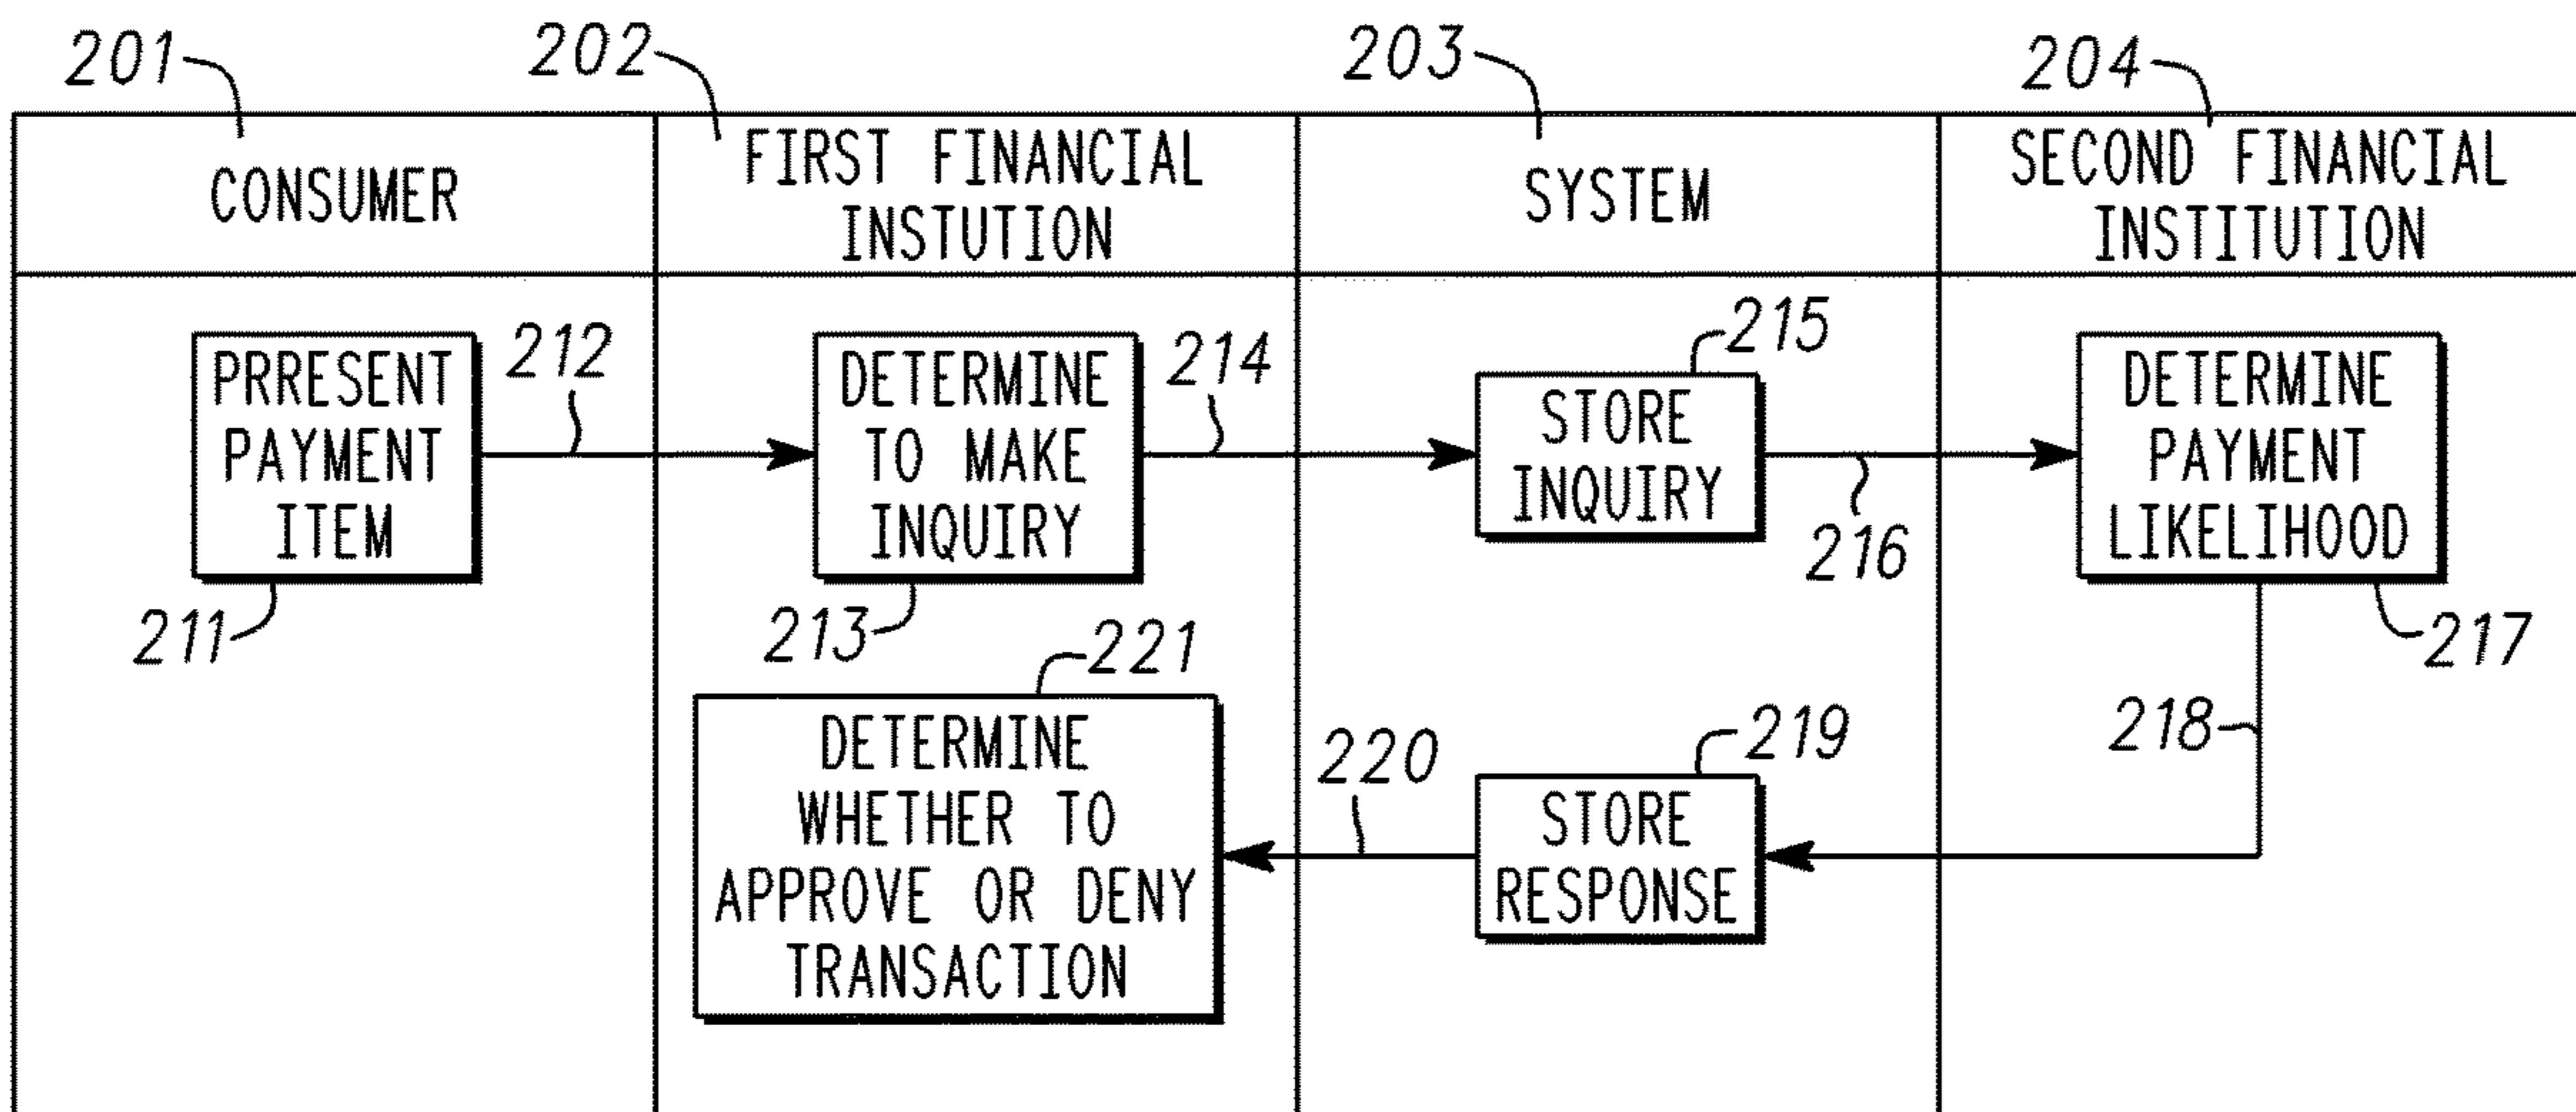 201
202
203
204
CONSUMER
FIRST FINANCIAL
INSTUTION
SYSTEM
SECOND FINANCIAL
INSTITUTION
PRRESENT
PAYMENT
ITEM
211
212
DETERMINE
TO MAKE
INQUIRY
213
214
STORE
INQUIRY
215
216
DETERMINE
PAYMENT
LIKELIHOOD
217
218
STORE
RESPONSE
219
220
DETERMINE
WHETHER TO
APPROVE OR DENY
TRANSACTION
221